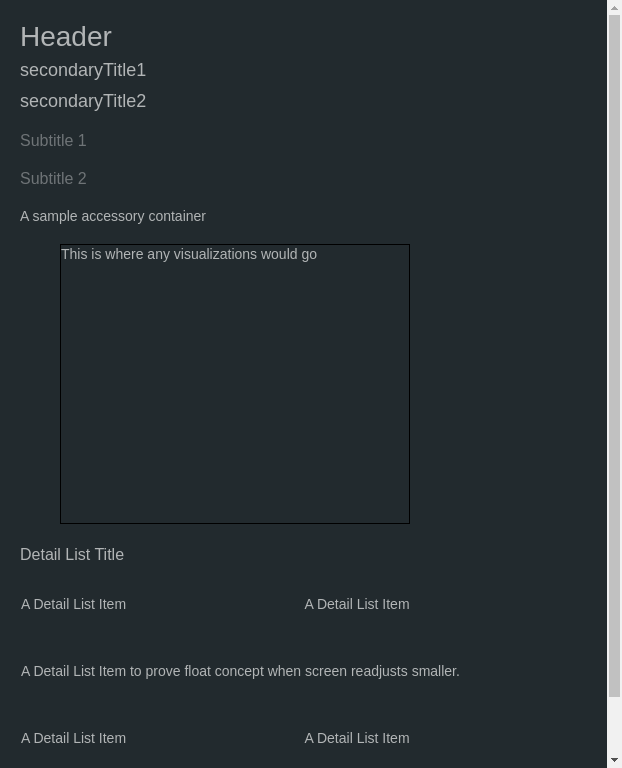 Header
secondaryTitle1
secondaryTitle2
Subtitle 1
Subtitle 2
A sample accessory container
This is where any visualizations would go
Detail List Title
A Detail List Item
A Detail List Item
A Detail List Item to prove float concept when screen readjusts smaller.
A Detail List Item
A Detail List Item